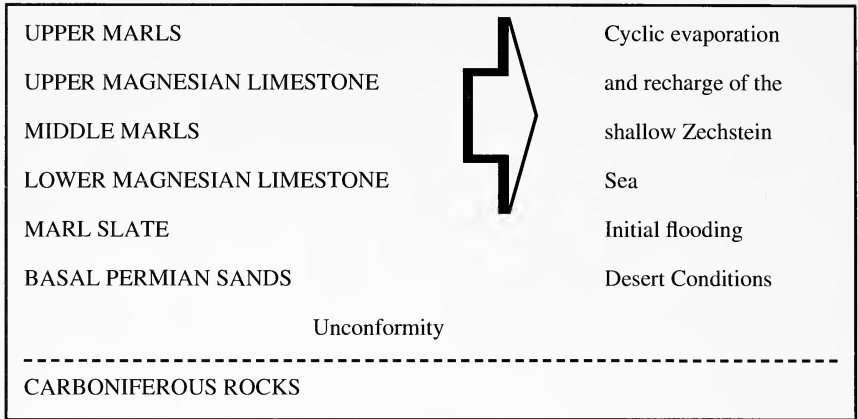 UPPER MARLS Cyclic evaporation
UPPER MAGNESIAN LIMESTONE and recharge of the
MIDDLE MARLS shallow Zechstein
LOWER MAGNESIAN LIMESTONE Sea
MARL SLATE Initial flooding
BASAL PERMIAN SANDS Desert Conditions
Unconformity
CARBONIFEROUS ROCKS